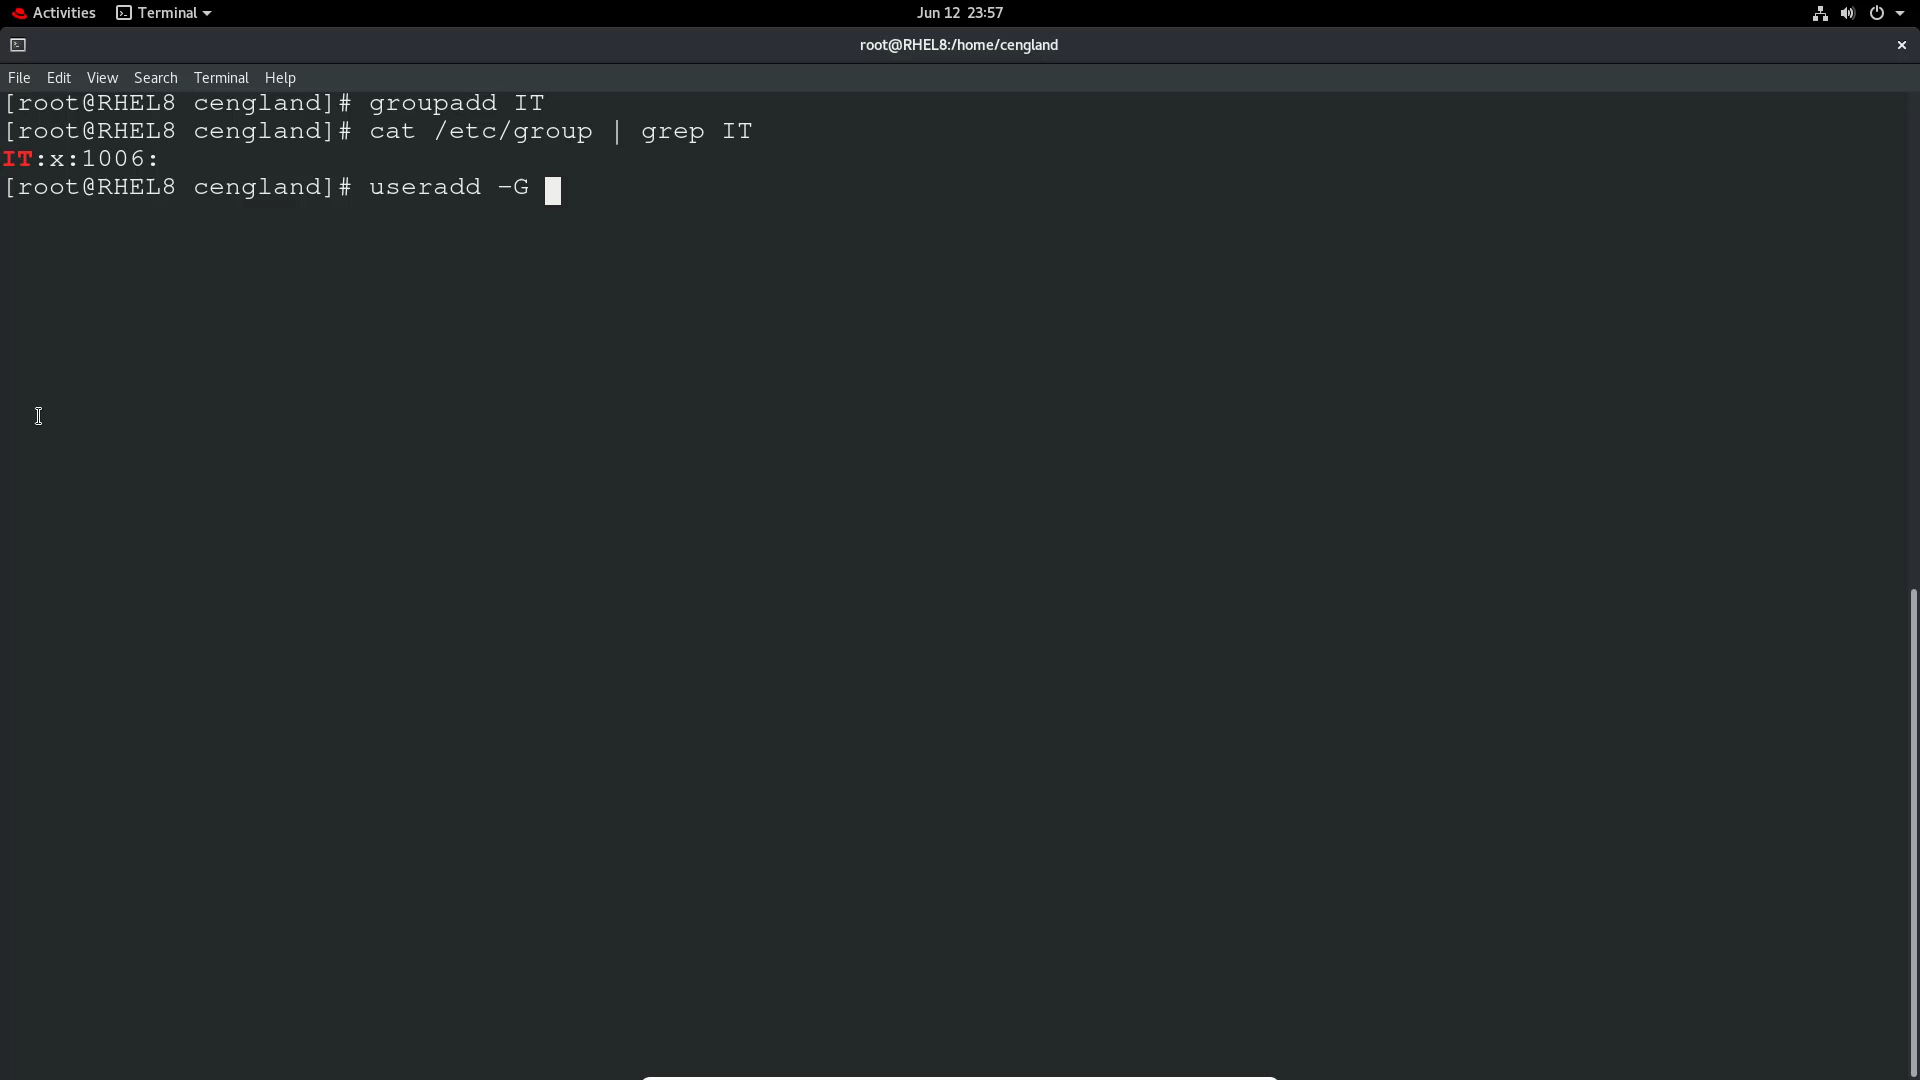 Activities Terminal Jun 12 23:57
root@RHEL8:/home/cengland
File Edit View Search Terminal Help
[root@RHEL8 cengland]# groupadd IT
[root@RHEL8 cengland]# cat /etc/group | grep IT
IT:x:1006:
[root@RHEL8 cengland]# useradd -G